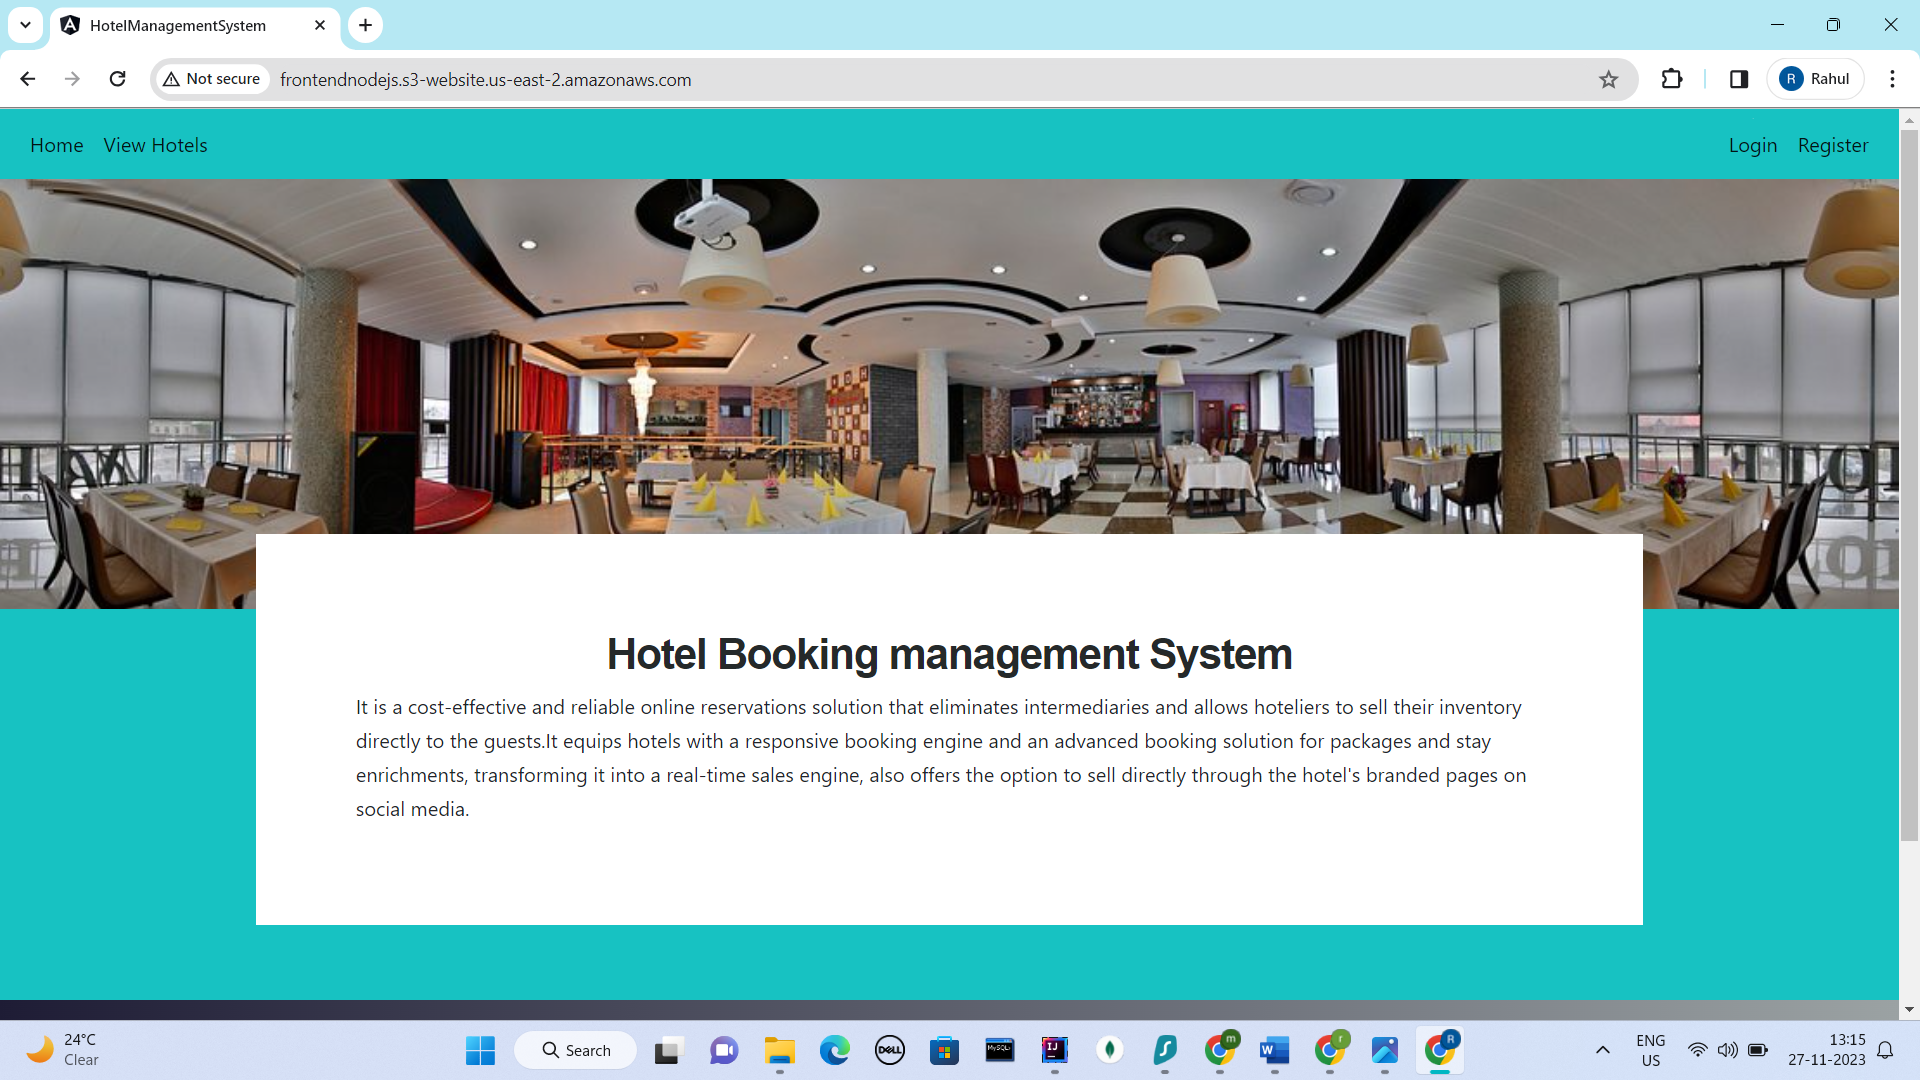 HotelManagementSystem
Not secure
frontendnodejs.s3-website.us-east-2.amazonaws.com
R
Rahul
Home
View Hotels
Login
Register
Hotel Booking management System
It is a cost-effective and reliable online reservations solution that eliminates intermediaries and allows hoteliers to sell their inventory
directly to the guests.It equips hotels with a responsive booking engine and an advanced booking solution for packages and stay
enrichments, transforming it into a real-time sales engine, also offers the option to sell directly through the hotel's branded pages on
social media.
24°C
Clear
Search
DELL
MySQL
IJ
m
W
r
R
ENG
US
13:15
27-11-2023